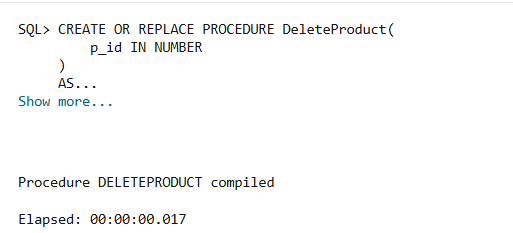 SQL> CREATE OR REPLACE PROCEDURE DeleteProduct(
p_id IN NUMBER
)
AS...
Show more...
Procedure DELETEPRODUCT compiled
Elapsed: 00:00:00.017